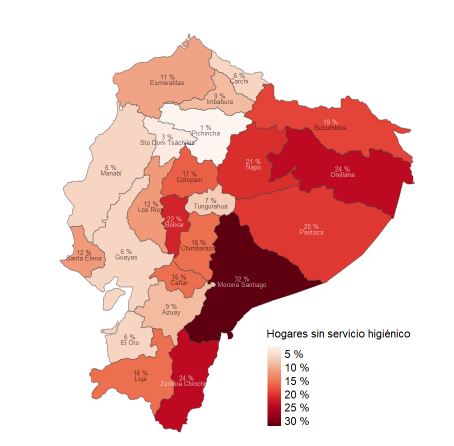 6 %
Carchi
11 %
Esmeraldas
9 %
Imbabura
1 %
Pichincha
19 %
Sucumbios
3 %
Sto Dom Tsáchilas
21 %
Napo
24 %
Orellana
6 %
Manabí
17 %
Cotopaxi
12 %
Los Ríos
7 %
Tungurahua
22 %
Bolívar
20 %
Pastaza
12 %
Santa Elena
6 %
Guayas
16 %
Chimborazo
16 %
Cañar
32 %
Morona Santiago
9 %
Azuay
6 %
El Oro
16 %
Loja
24 %
Zamora Chinchi
Hogares sin servicio higiénico
5 %
10 %
15 %
20 %
25 %
30 %